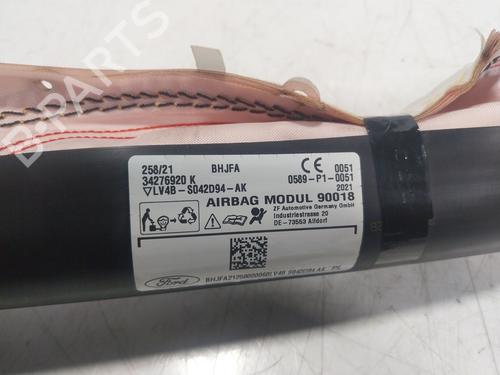 B-PARTS
258/21 BHJFA 0051
34276920 K 0589-P1-0051
LV4B-S042D94-AK 2021
AIRBAG MODUL 90018
ZF Automotive Germany GmbH
Industriestrasse 20
DE-73553 Alfdorf
Ford